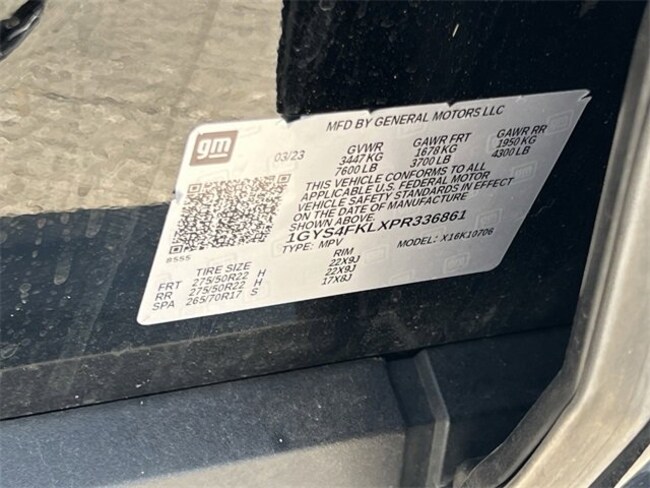 gm
MFD BY GENERAL MOTORS LLC
03/23
GVWR GAWR FRT GAWR RR
3447 KG 1678 KG 1950 KG
7600 LB 3700 LB 4300 LB
THIS VEHICLE CONFORMS TO ALL
APPLICABLE U.S. FEDERAL MOTOR
VEHICLE SAFETY STANDARDS IN EFFECT
ON THE DATE OF MANUFACTURE
SHOWN ABOVE.
1GYS4FKLXPR336861
TYPE: MPV MODEL: X16K10706
TIRE SIZE RIM
FRT 275/50R22 H 22X9J
RR 275/50R22 H 22X9J
SPA 265/70R17 S 17X8J